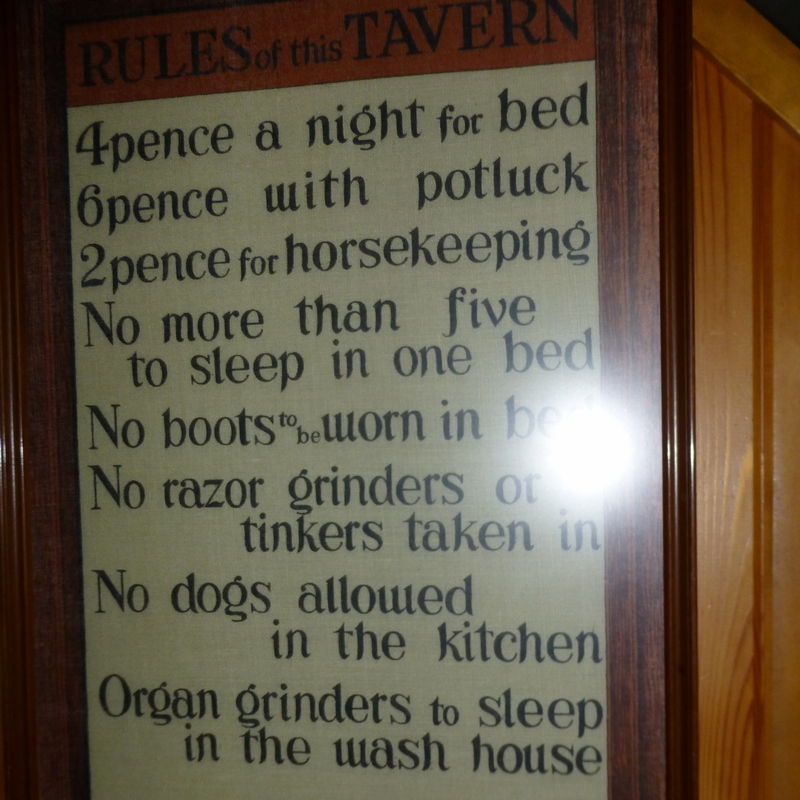 RULES of this TAVERN
4pence a night for bed
6pence with potluck
2pence for horsekeeping
No more than five
to sleep in one bed
No boots to be worn in bed
No razor grinders or
tinkers taken in
No dogs allowed
in the kitchen
Organ grinders to sleep
in the wash house